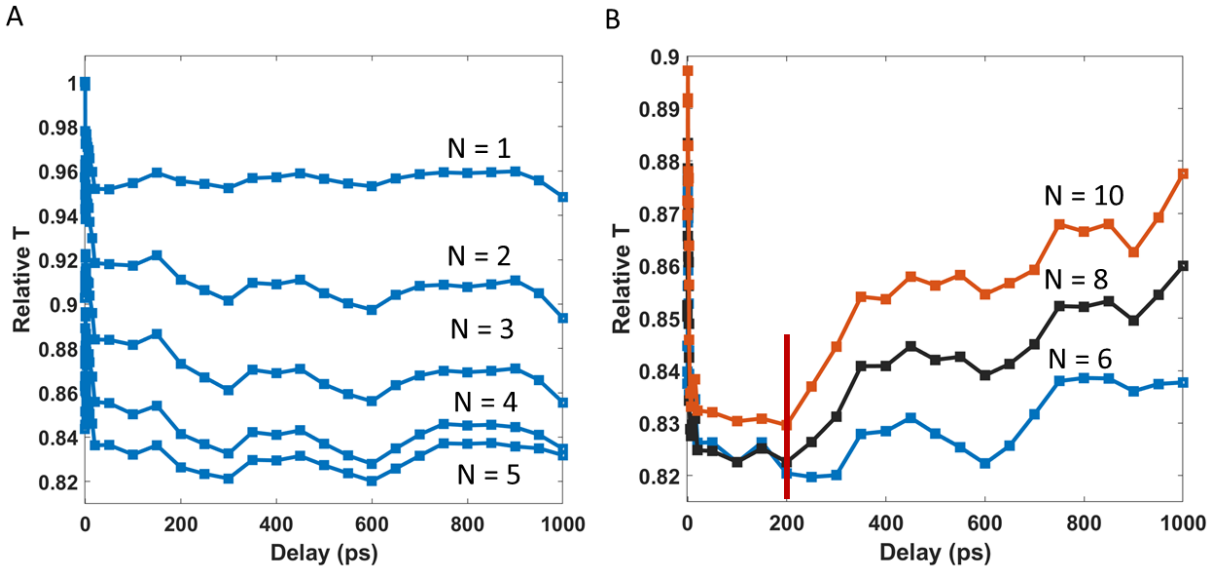 A
Relative T
1
0.98
0.96
0.94
0.92
0.9
0.88
0.86
0.84
0.82
N = 1
N = 2
N = 3
N = 4
N = 5
0 200 400 600 800 1000
Delay (ps)
B
Relative T
0.9
0.89
0.88
0.87
0.86
0.85
0.84
0.83
0.82
N = 10
N = 8
N = 6
0 200 400 600 800 1000
Delay (ps)